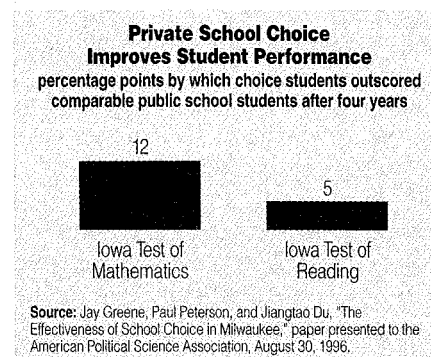 Private School Choice
Improves Student Performance
percentage points by which choice students outscored
comparable public school students after four years
12
5
Iowa Test of
Mathematics
Iowa Test of
Reading
Source: Jay Greene, Paul Peterson, and Jiangtao Du, "The
Effectiveness of School Choice in Milwaukee," paper presented to the
American Political Science Association, August 30, 1996.